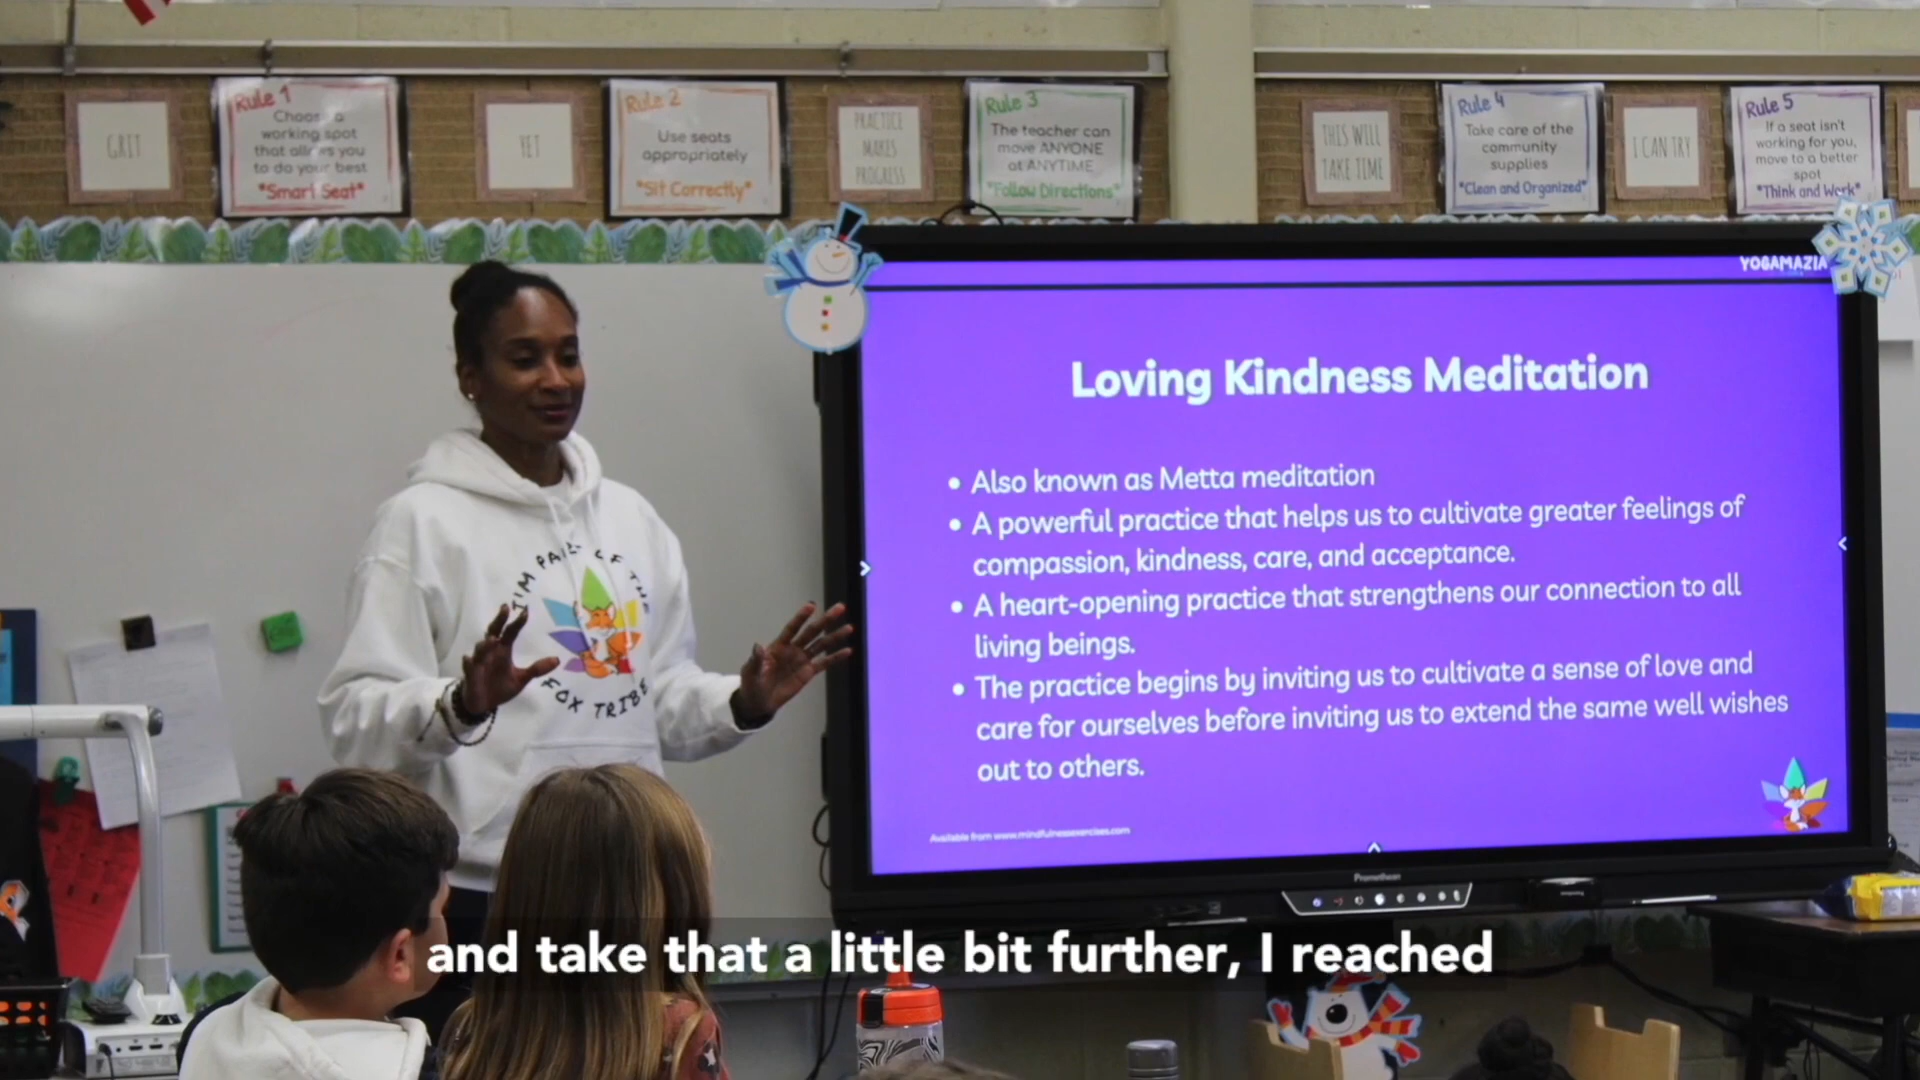 GRIT
Rule 1
Choose a
working spot
that allows you
to do your best
*Smart Seat*
YET
Rule 2
Use seats
appropriately
*Sit Correctly*
PRACTICE
MAKES
PROGRESS
Rule 3
The teacher can
move ANYONE
at ANYTIME
*Follow Directions*
THIS WILL
TAKE TIME
Rule 4
Take care of the
community
supplies
*Clean and Organized*
I CAN TRY
Rule 5
If a seat isn't
working for you,
move to a better
spot
*Think and Work*
YOGAMAZIA
Loving Kindness Meditation
• Also known as Metta meditation
• A powerful practice that helps us to cultivate greater feelings of
compassion, kindness, care, and acceptance.
• A heart-opening practice that strengthens our connection to all
living beings.
• The practice begins by inviting us to cultivate a sense of love and
care for ourselves before inviting us to extend the same well wishes
out to others.
Available from www.mindfulnessexercises.com
Promethean
I'M PART OF THE
FOX TRIBE
and take that a little bit further, I reached